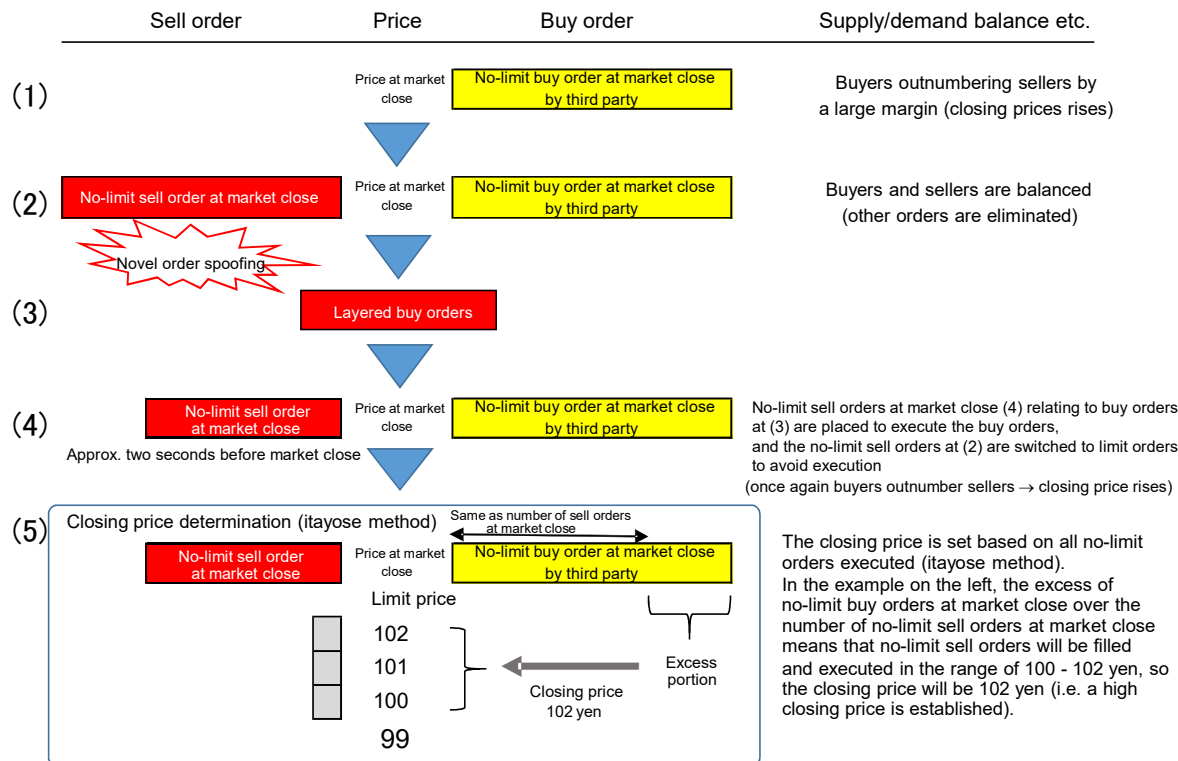 Sell order
Price
Buy order
Supply/demand balance etc.
(1)
Price at market
close
No-limit buy order at market close
by third party
Buyers outnumbering sellers by
a large margin (closing prices rises)
(2)
No-limit sell order at market close
Price at market
close
No-limit buy order at market close
by third party
Buyers and sellers are balanced
(other orders are eliminated)
Novel order spoofing
(3)
Layered buy orders
(4)
No-limit sell order
at market close
Price at market
close
No-limit buy order at market close
by third party
No-limit sell orders at market close (4) relating to buy orders
at (3) are placed to execute the buy orders,
and the no-limit sell orders at (2) are switched to limit orders
to avoid execution
(once again buyers outnumber sellers → closing price rises)
Approx. two seconds before market close
(5)
Closing price determination (itayose method)
Same as number of sell orders
at market close
No-limit sell order
at market close
Price at market
close
No-limit buy order at market close
by third party
Limit price
102
101
100
99
Closing price
102 yen
Excess
portion
The closing price is set based on all no-limit
orders executed (itayose method).
In the example on the left, the excess of
no-limit buy orders at market close over the
number of no-limit sell orders at market close
means that no-limit sell orders will be filled
and executed in the range of 100 - 102 yen, so
the closing price will be 102 yen (i.e. a high
closing price is established).